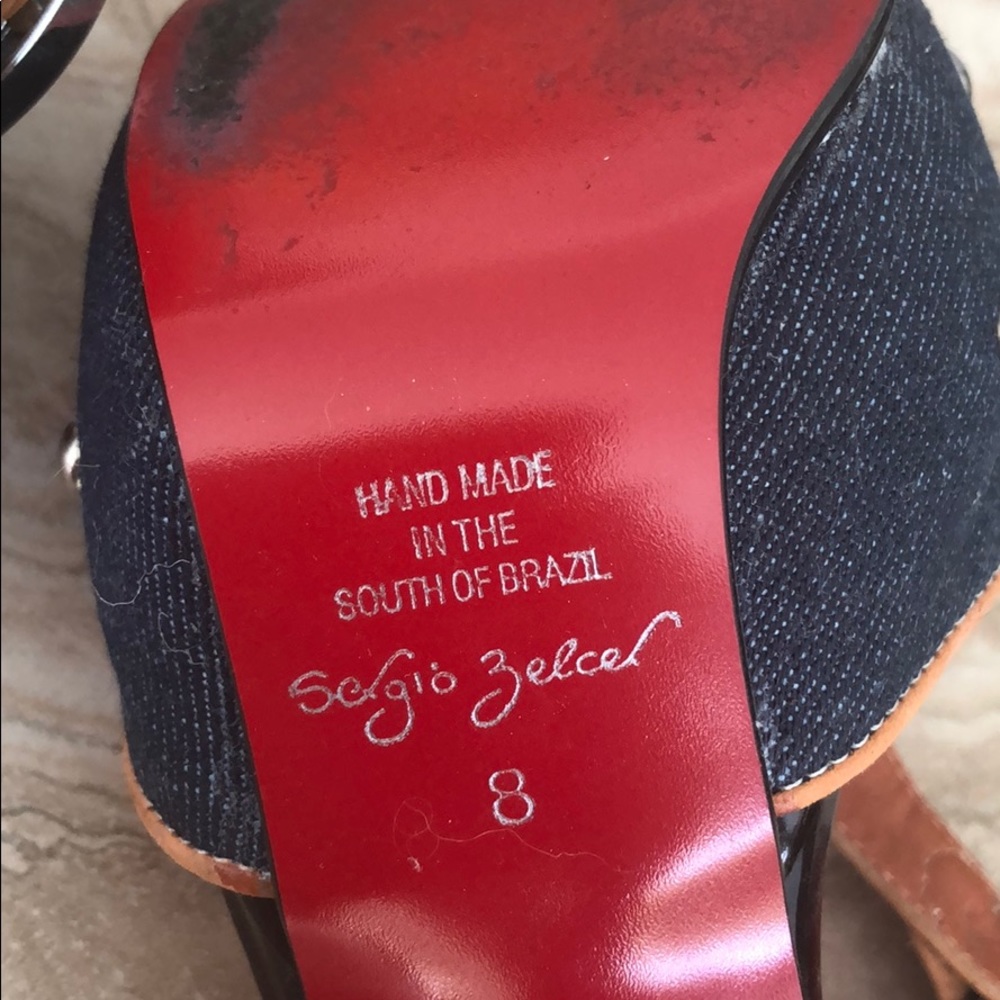 HAND MADE
IN THE
SOUTH OF BRAZIL
Sergio Zelcer
8